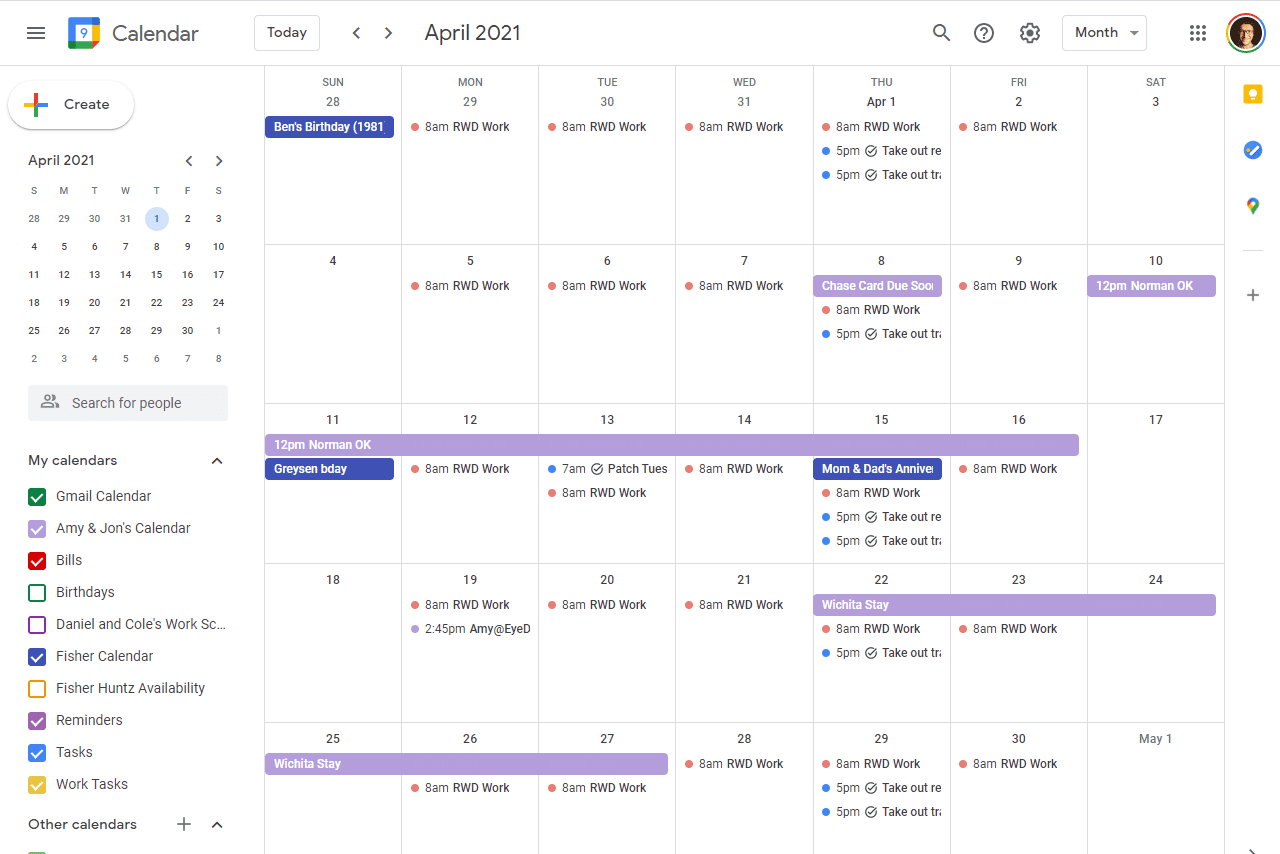 9 Calendar Today April 2021 Month
Create
April 2021
S M T W T F S
28 29 30 31 1 2 3
4 5 6 7 8 9 10
11 12 13 14 15 16 17
18 19 20 21 22 23 24
25 26 27 28 29 30 1
2 3 4 5 6 7 8
Search for people
My calendars
Gmail Calendar
Amy & Jon's Calendar
Bills
Birthdays
Daniel and Cole's Work Sc...
Fisher Calendar
Fisher Huntz Availability
Reminders
Tasks
Work Tasks
Other calendars
SUN MON TUE WED THU FRI SAT
28 29 30 31 Apr 1 2 3
Ben's Birthday (1981 8am RWD Work 8am RWD Work 8am RWD Work 8am RWD Work 8am RWD Work
5pm Take out re
5pm Take out tra
4 5 6 7 8 9 10
8am RWD Work 8am RWD Work 8am RWD Work Chase Card Due Soon 8am RWD Work 12pm Norman OK
8am RWD Work
5pm Take out tra
11 12 13 14 15 16 17
12pm Norman OK
Greysen bday 8am RWD Work 7am Patch Tues 8am RWD Work Mom & Dad's Anniver 8am RWD Work
8am RWD Work 8am RWD Work
5pm Take out re
5pm Take out tra
18 19 20 21 22 23 24
8am RWD Work 8am RWD Work 8am RWD Work Wichita Stay
2:45pm Amy@EyeD 8am RWD Work 8am RWD Work
5pm Take out tra
25 26 27 28 29 30 May 1
Wichita Stay 8am RWD Work 8am RWD Work 8am RWD Work
8am RWD Work 8am RWD Work 5pm Take out re
5pm Take out tra